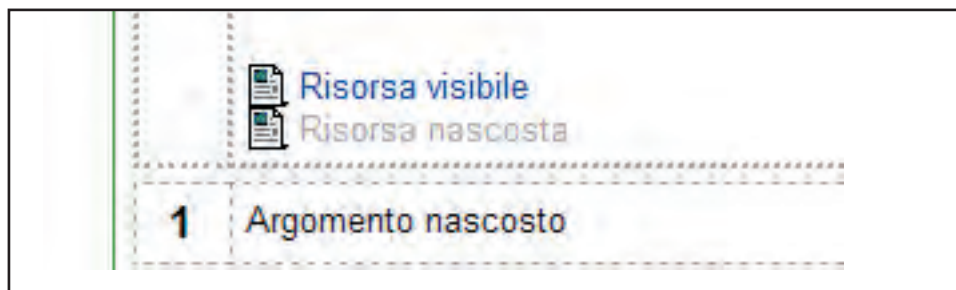 Risorsa visibile
Risorsa nascosta
1 Argomento nascosto